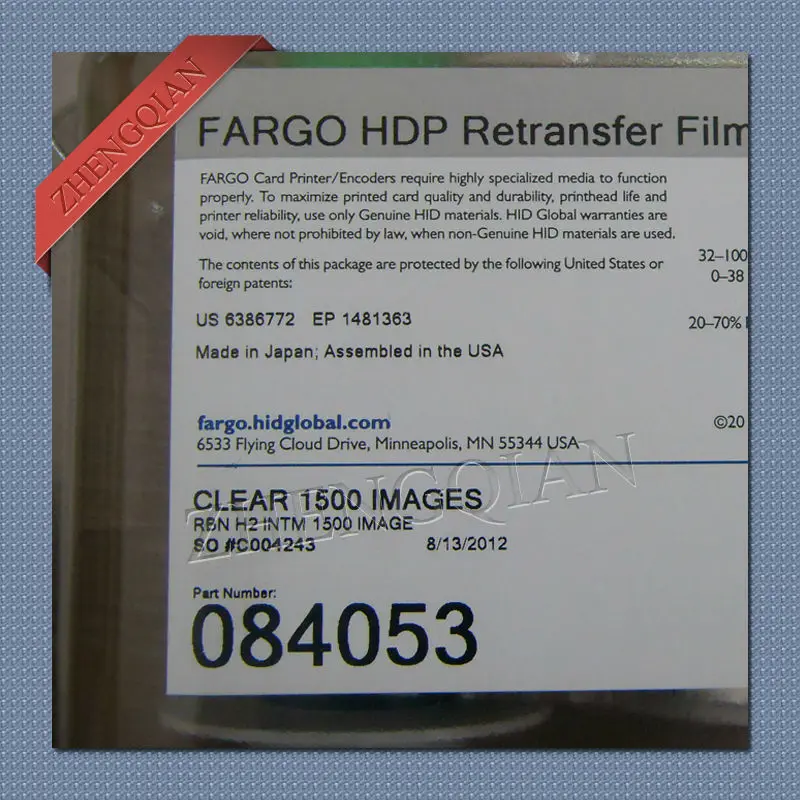 ZHENGQIAN
FARGO HDP Retransfer Film
FARGO Card Printer/Encoders require highly specialized media to function
properly. To maximize printed card quality and durability, printhead life and
printer reliability, use only Genuine HID materials. HID Global warranties are
void, where not prohibited by law, when non-Genuine HID materials are used.
32–100
0–38
The contents of this package are protected by the following United States or
foreign patents:
US 6386772 EP 1481363
20–70%
Made in Japan; Assembled in the USA
fargo.hidglobal.com
©20
6533 Flying Cloud Drive, Minneapolis, MN 55344 USA
ZHENGQIAN
CLEAR 1500 IMAGES
RBN H2 INTM 1500 IMAGE
SO #C004243 8/13/2012
Part Number:
084053